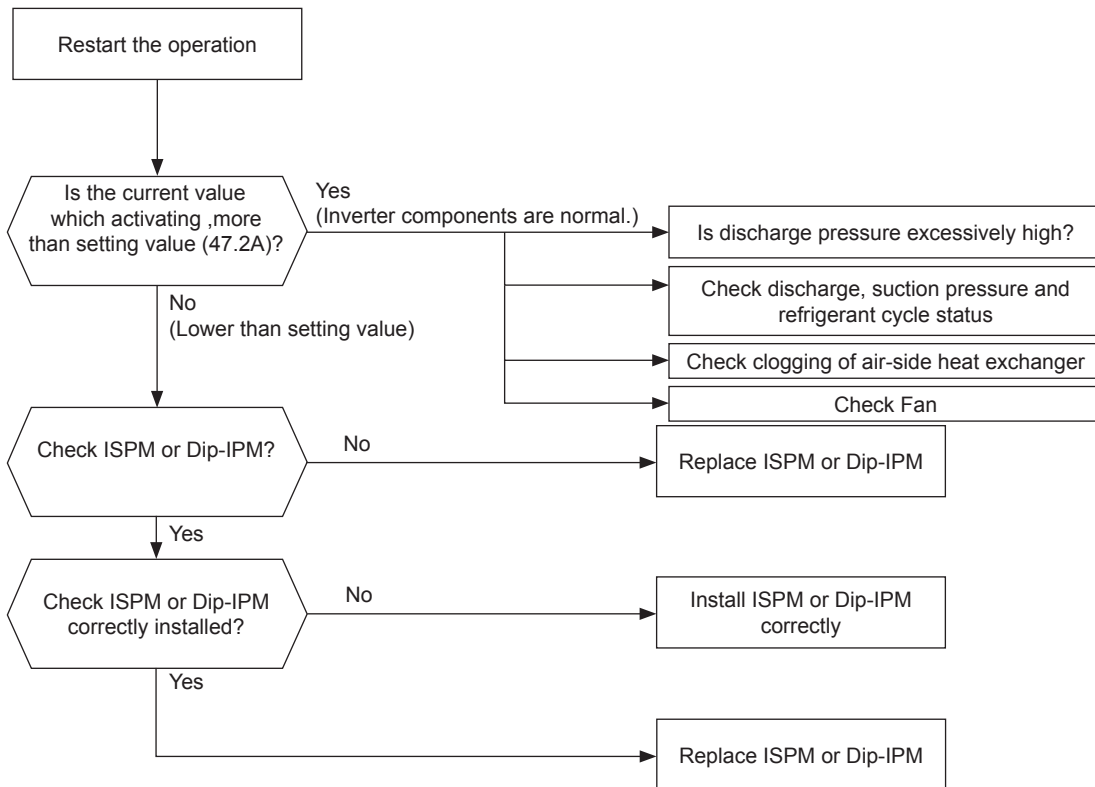 Restart the operation
Is the current value
which activating ,more
than setting value (47.2A)?
Yes
(Inverter components are normal.)
Is discharge pressure excessively high?
Check discharge, suction pressure and
refrigerant cycle status
Check clogging of air-side heat exchanger
Check Fan
No
(Lower than setting value)
Check ISPM or Dip-IPM?
No
Replace ISPM or Dip-IPM
Yes
Check ISPM or Dip-IPM
correctly installed?
No
Install ISPM or Dip-IPM
correctly
Yes
Replace ISPM or Dip-IPM